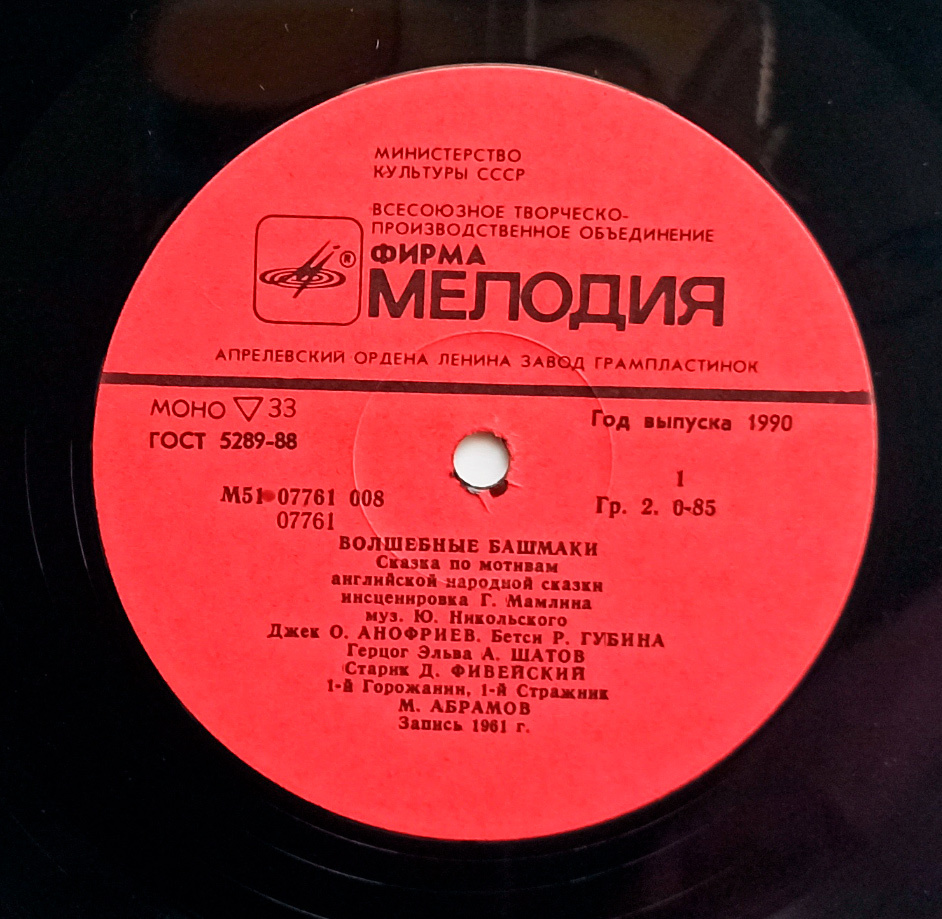 МИНИСТЕРСТВО
КУЛЬТУРЫ СССР
ВСЕСОЮЗНОЕ ТВОРЧЕСКО-
ПРОИЗВОДСТВЕННОЕ ОБЪЕДИНЕНИЕ
ФИРМА
®
МЕЛОДИЯ
АПРЕЛЕВСКИЙ ОРДЕНА ЛЕНИНА ЗАВОД ГРАМПЛАСТИНОК
МОНО ▽ 33
Год выпуска 1990
ГОСТ 5289-88
1
М51 07761 008
Гр. 2. 0-85
07761
ВОЛШЕБНЫЕ БАШМАКИ
Сказка по мотивам
английской народной сказки
инсценировка Г. Мамлина
муз. Ю. Никольского
Джек О. АНОФРИЕВ. Бетси Р. ГУБИНА
Герцог Эльва А. ШАТОВ
Старик Д. ФИВЕЙСКИЙ
1-й Горожанин, 1-й Стражник
М. АБРАМОВ
Запись 1961 г.